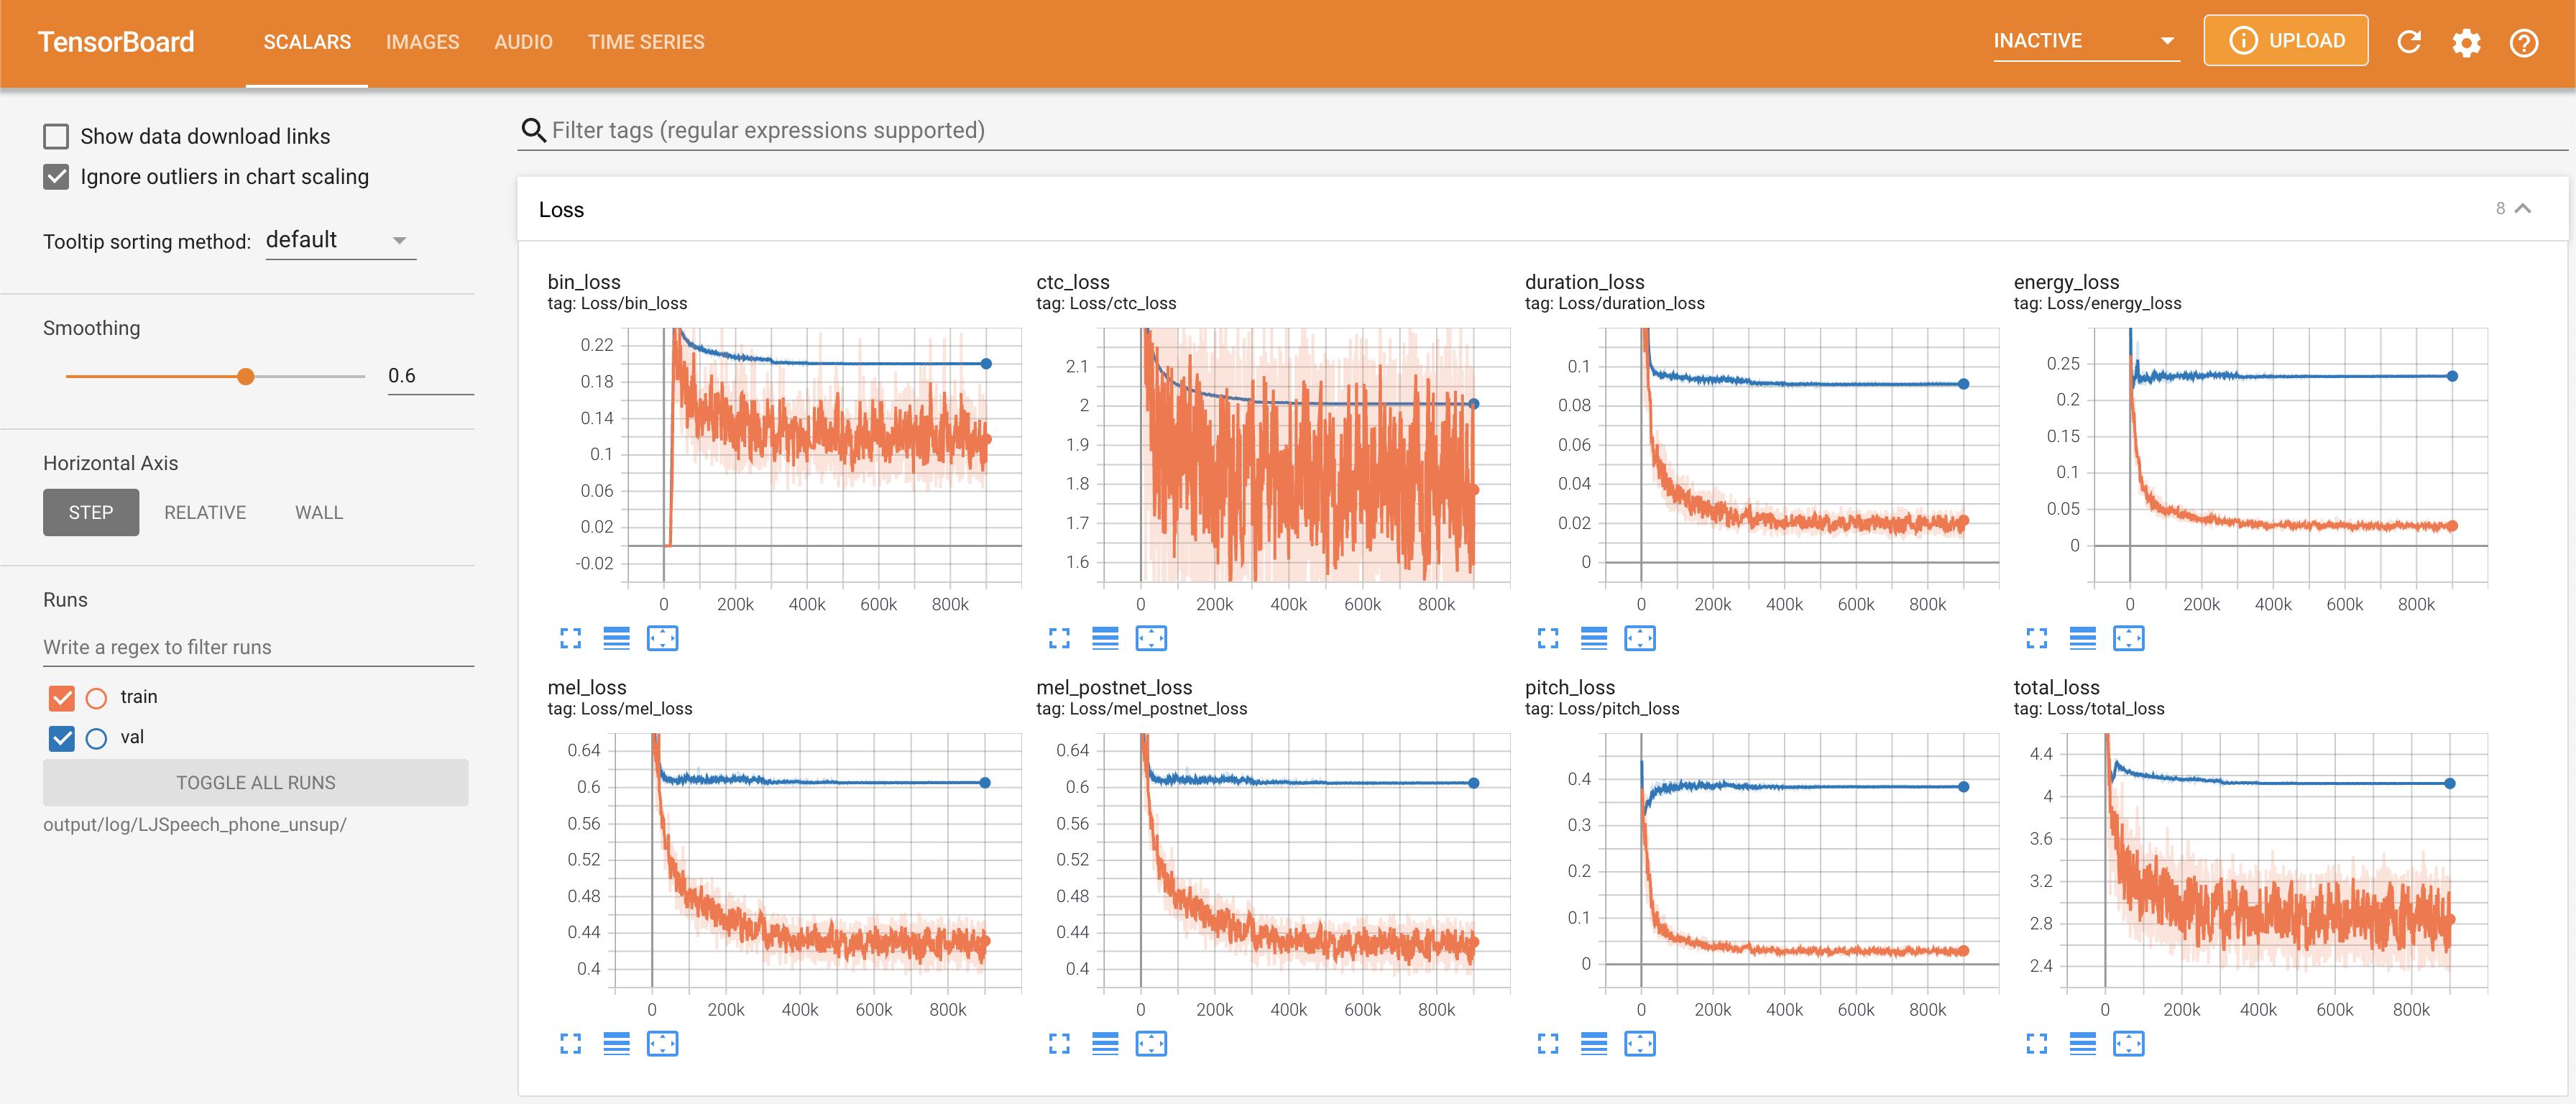 TensorBoard SCALARS IMAGES AUDIO TIME SERIES INACTIVE UPLOAD
Show data download links
Ignore outliers in chart scaling
Tooltip sorting method: default
Smoothing
0.6
Horizontal Axis
STEP RELATIVE WALL
Runs
Write a regex to filter runs
train
val
TOGGLE ALL RUNS
output/log/LJSpeech_phone_unsup/
Filter tags (regular expressions supported)
Loss 8
bin_loss
tag: Loss/bin_loss
0.22
0.18
0.14
0.1
0.06
0.02
-0.02
0 200k 400k 600k 800k
ctc_loss
tag: Loss/ctc_loss
2.1
2
1.9
1.8
1.7
1.6
0 200k 400k 600k 800k
duration_loss
tag: Loss/duration_loss
0.1
0.08
0.06
0.04
0.02
0
0 200k 400k 600k 800k
energy_loss
tag: Loss/energy_loss
0.25
0.2
0.15
0.1
0.05
0
0 200k 400k 600k 800k
mel_loss
tag: Loss/mel_loss
0.64
0.6
0.56
0.52
0.48
0.44
0.4
0 200k 400k 600k 800k
mel_postnet_loss
tag: Loss/mel_postnet_loss
0.64
0.6
0.56
0.52
0.48
0.44
0.4
0 200k 400k 600k 800k
pitch_loss
tag: Loss/pitch_loss
0.4
0.3
0.2
0.1
0
0 200k 400k 600k 800k
total_loss
tag: Loss/total_loss
4.4
4
3.6
3.2
2.8
2.4
0 200k 400k 600k 800k